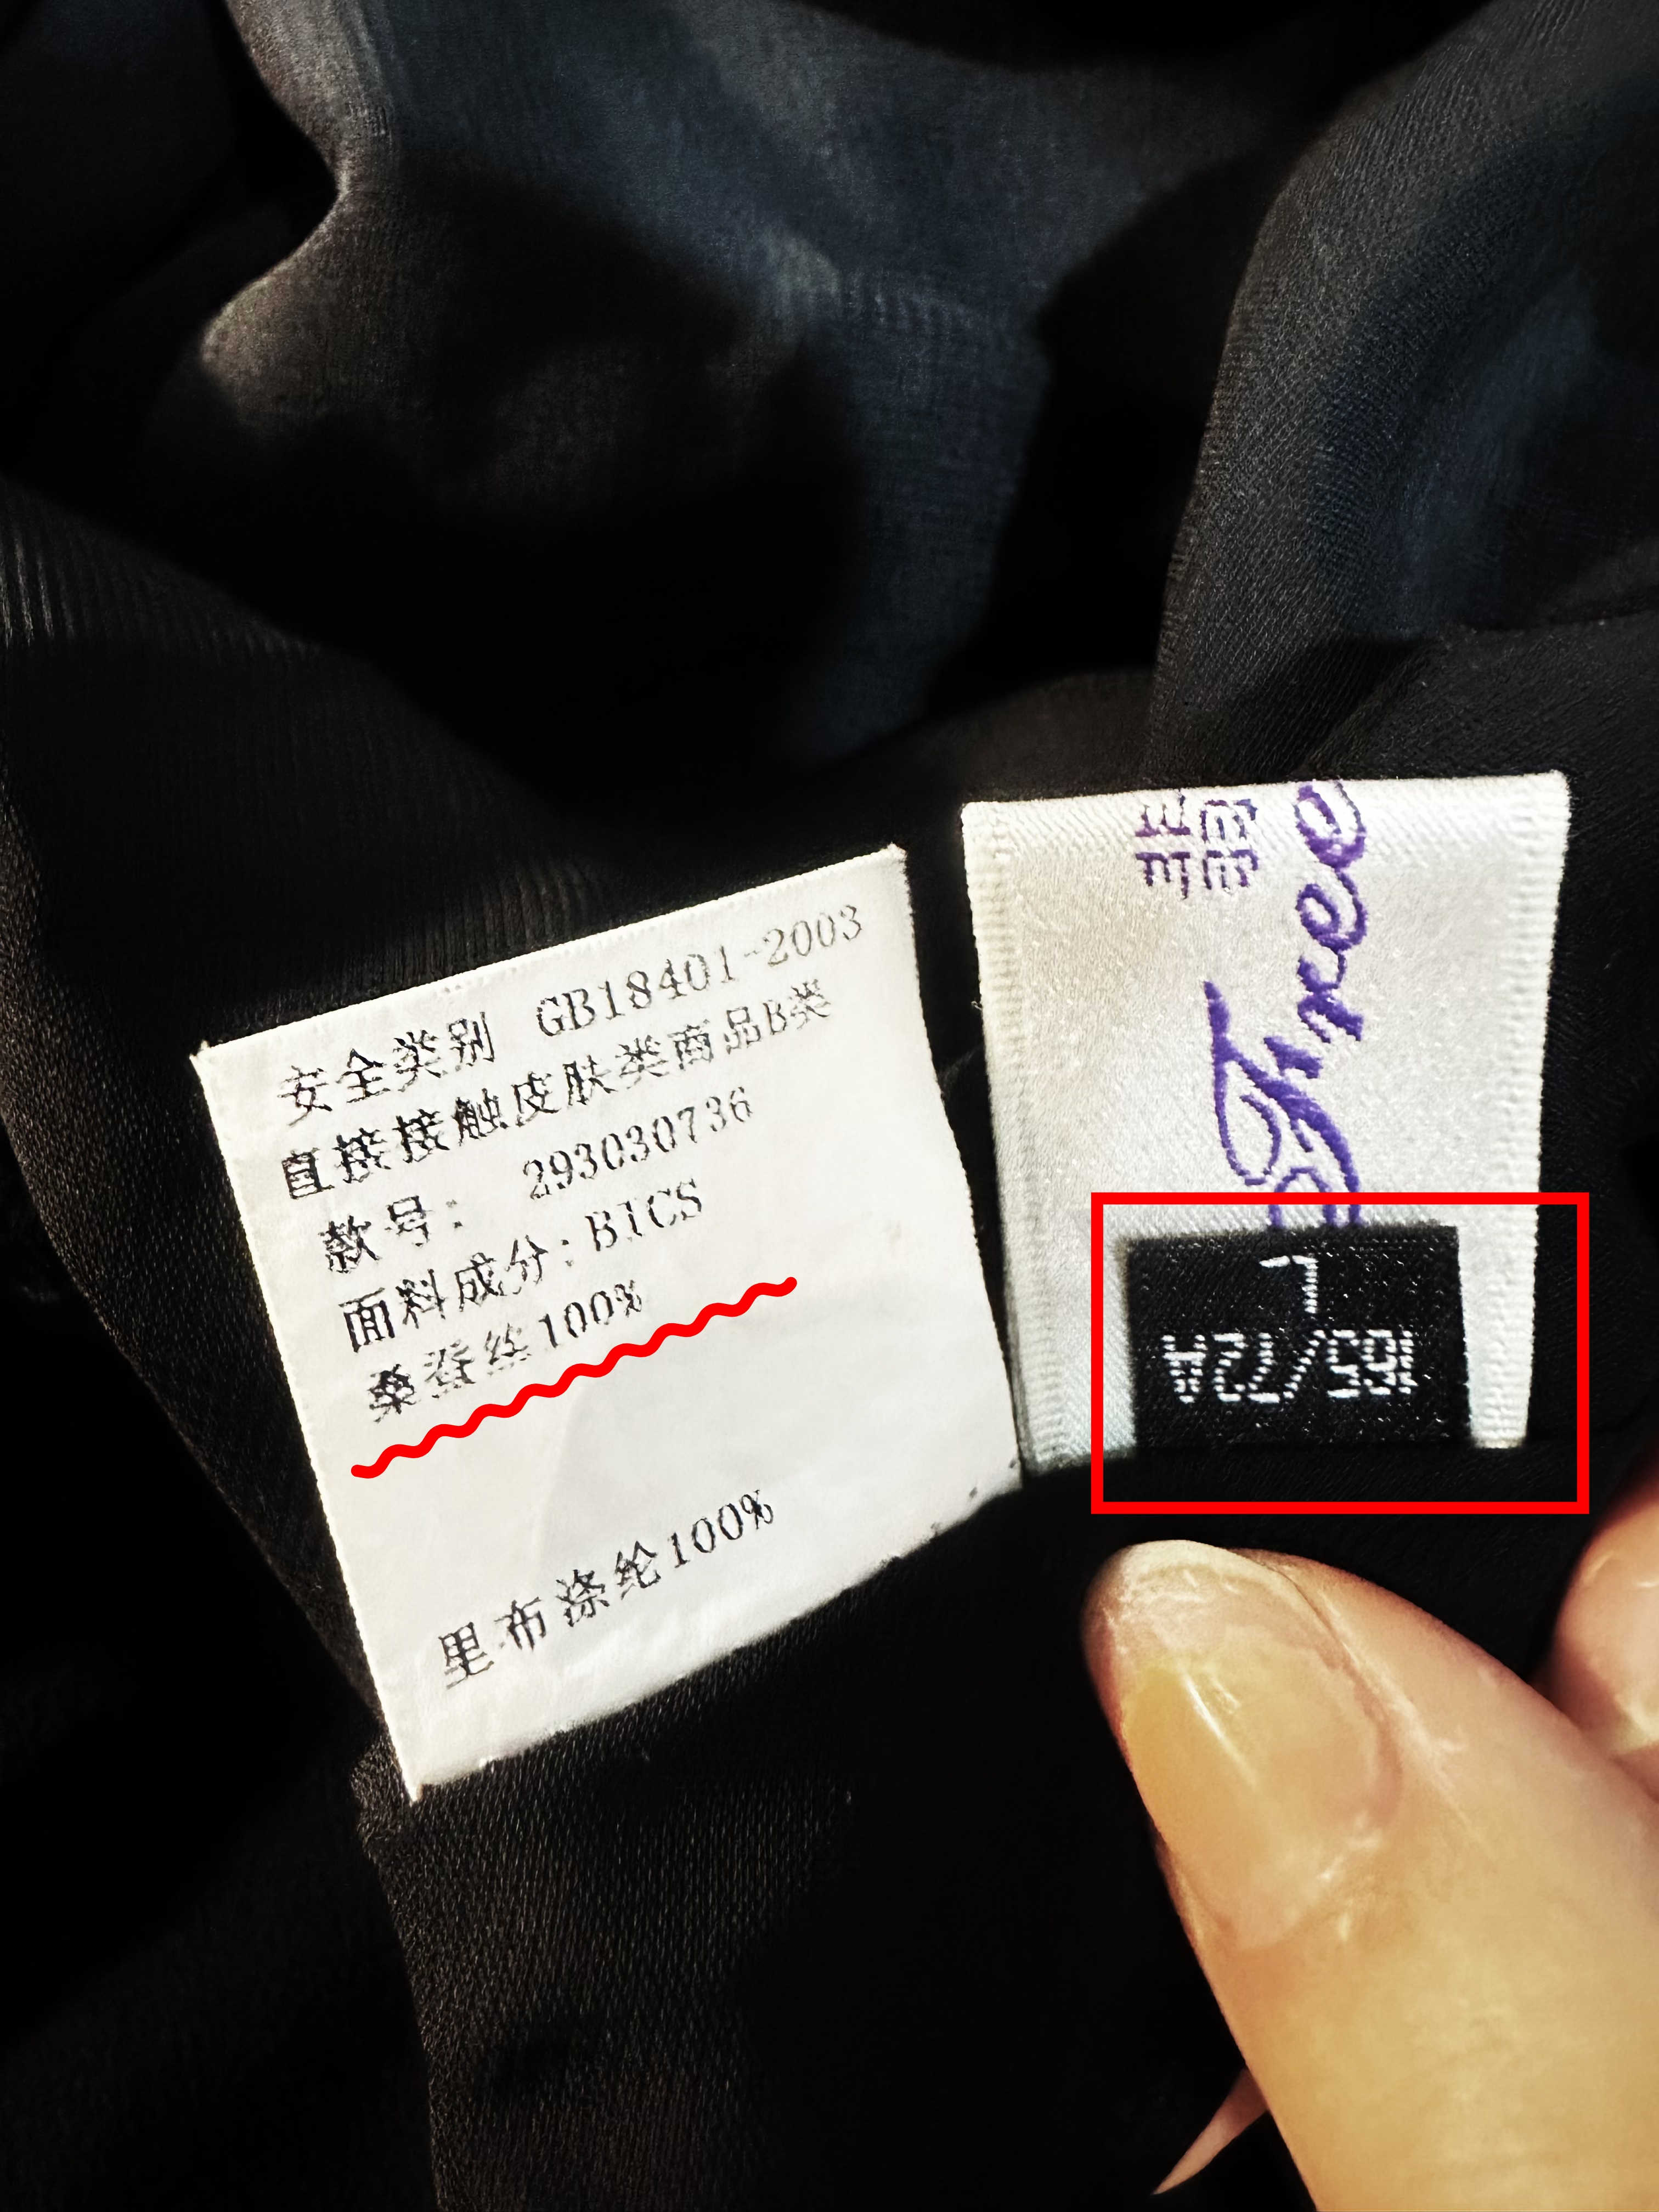 安全类别 GB18401-2003
直接接触皮肤类商品B类
款号: 293030736
面料成分:BICS
桑蚕丝100%
里布涤纶100%
L
165/72A